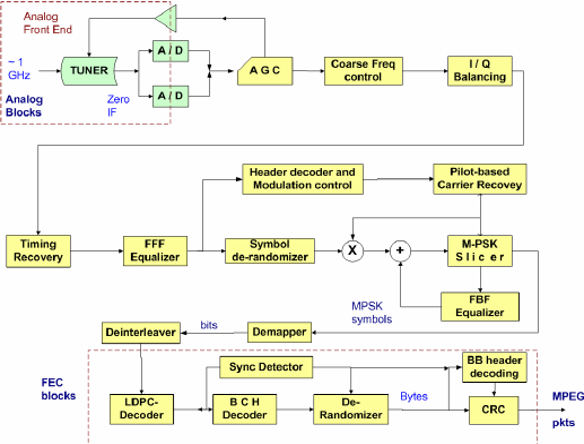 Analog
Front End
~ 1
GHz
TUNER
A / D
A / D
Zero
IF
Analog
Blocks
A G C
Coarse Freq
control
I / Q
Balancing
Header decoder and
Modulation control
Pilot-based
Carrier Recovey
Timing
Recovery
FFF
Equalizer
Symbol
de-randomizer
X
+
M-PSK
S l i c e r
FBF
Equalizer
MPSK
symbols
Deinterleaver
bits
Demapper
FEC
blocks
Sync Detector
BB header
decoding
LDPC-
Decoder
B C H
Decoder
De-
Randomizer
Bytes
CRC
MPEG
pkts